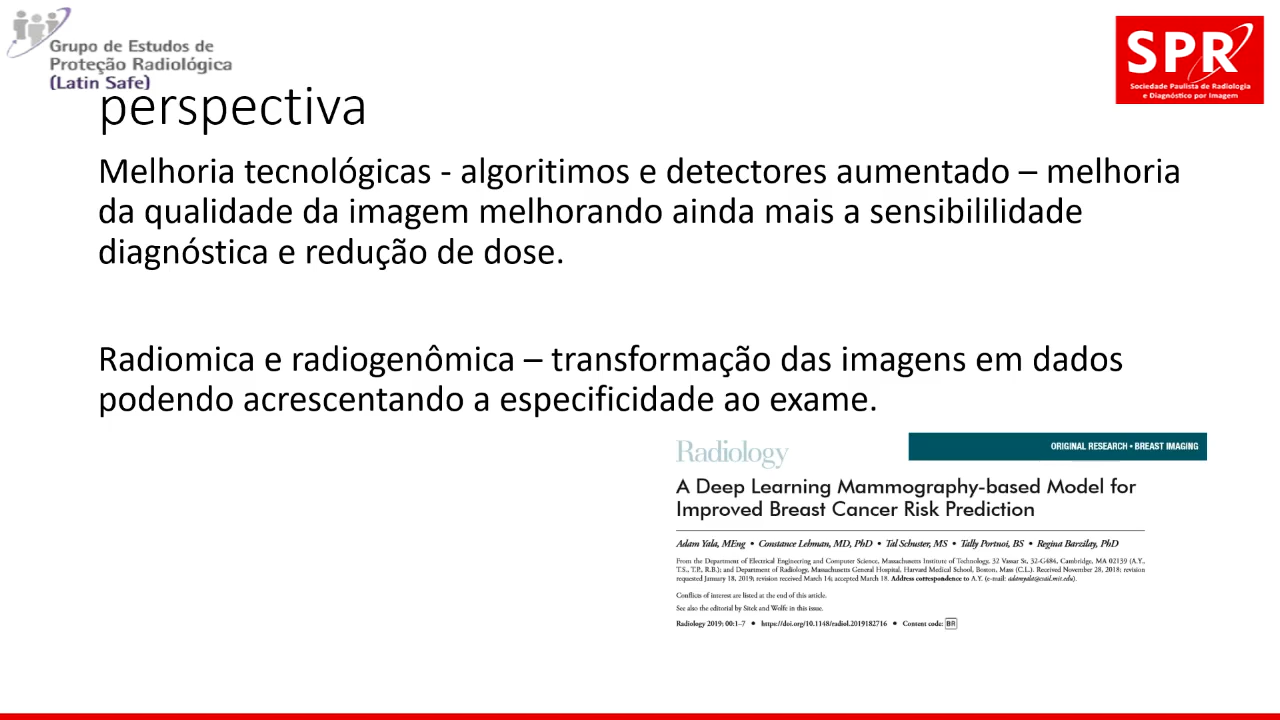 Grupo de Estudos de
Proteção Radiológica
(Latin Safe)
SPR
Sociedade Paulista de Radiologia
e Diagnóstico por Imagem
perspectiva
Melhoria tecnológicas - algoritimos e detectores aumentado – melhoria
da qualidade da imagem melhorando ainda mais a sensibililidade
diagnóstica e redução de dose.
Radiomica e radiogenômica – transformação das imagens em dados
podendo acrescentando a especificidade ao exame.
Radiology
ORIGINAL RESEARCH • BREAST IMAGING
A Deep Learning Mammography-based Model for
Improved Breast Cancer Risk Prediction
Adam Yala, MEng • Constance Lehman, MD, PhD • Tal Schuster, MS • Tally Portnoi, BS • Regina Barzilay, PhD
From the Department of Electrical Engineering and Computer Science, Massachusetts Institute of Technology, 32 Vassar St, 32-G484, Cambridge, MA 02139 (A.Y.,
T.S., T.P., R.B.); and Department of Radiology, Massachusetts General Hospital, Harvard Medical School, Boston, Mass (C.L.). Received November 28, 2018; revision
requested January 18, 2019; revision received March 14; accepted March 18. Address correspondence to A.Y. (e-mail: adamyala@csail.mit.edu).
Conflicts of interest are listed at the end of this article.
See also the editorial by Sitek and Wolfe in this issue.
Radiology 2019; 00:1–7 • https://doi.org/10.1148/radiol.2019182716 • Content code: BR